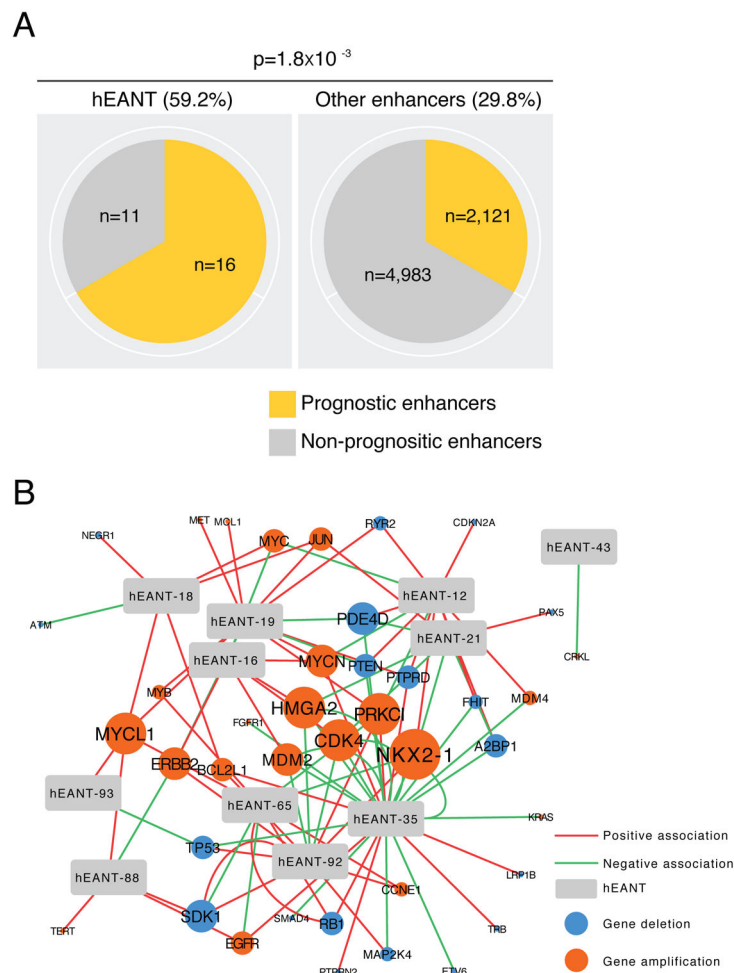 A
p=1.8x10 -3
hEANT (59.2%)
Other enhancers (29.8%)
n=11
n=16
n=2,121
n=4,983
Prognostic enhancers
Non-prognositic enhancers
B
NEGR1
MET
MCL1
MYC
JUN
RYR2
CDKN2A
hEANT-43
hEANT-18
hEANT-12
ATM
hEANT-19
PDE4D
hEANT-21
PAX5
hEANT-16
MYCN
PTEN
PTPRD
CRKL
MYB
FHIT
MDM4
HMGA2
PRKCI
FGFR1
MYCL1
CDK4
NKX2-1
A2BP1
ERBB2
BCL2L1
MDM2
hEANT-93
hEANT-65
hEANT-35
KRAS
Positive association
TP53
hEANT-92
Negative association
hEANT-88
LRP1B
hEANT
CCNE1
SDK1
SMAD4
RB1
Gene deletion
TERT
EGFR
MAP2K4
Gene amplification
PTPRN2
ETV6